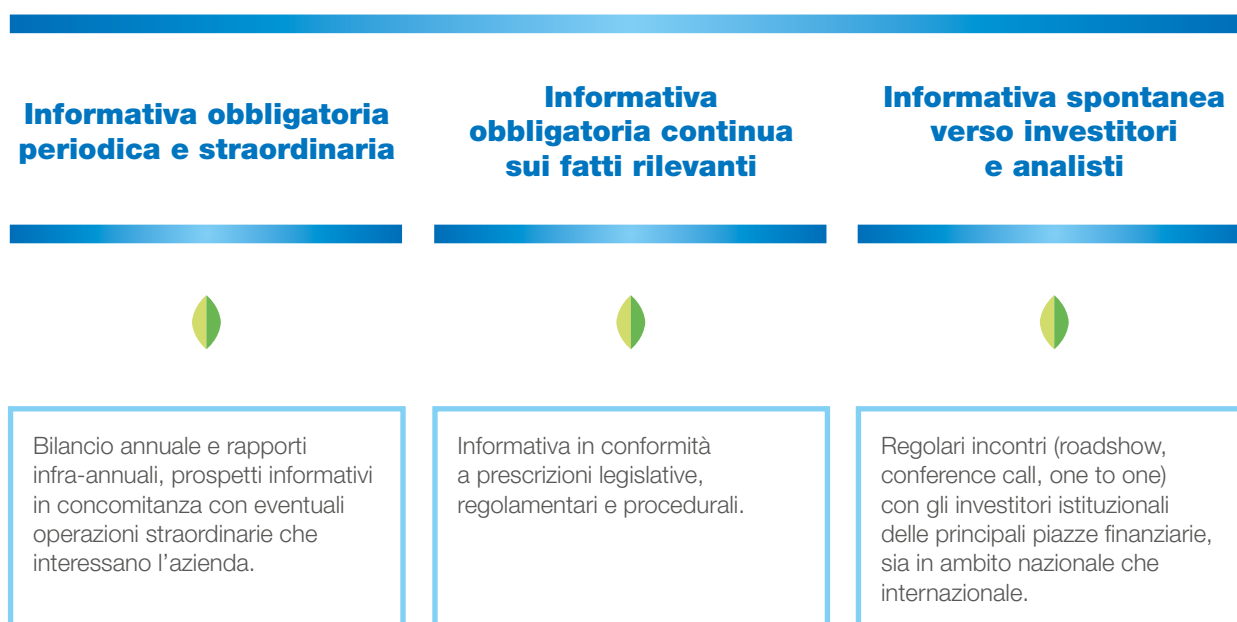 Informativa obbligatoria
periodica e straordinaria
Informativa
obbligatoria continua
sui fatti rilevanti
Informativa spontanea
verso investitori
e analisti
Bilancio annuale e rapporti
infra-annuali, prospetti informativi
in concomitanza con eventuali
operazioni straordinarie che
interessano l’azienda.
Informativa in conformità
a prescrizioni legislative,
regolamentari e procedurali.
Regolari incontri (roadshow,
conference call, one to one)
con gli investitori istituzionali
delle principali piazze finanziarie,
sia in ambito nazionale che
internazionale.